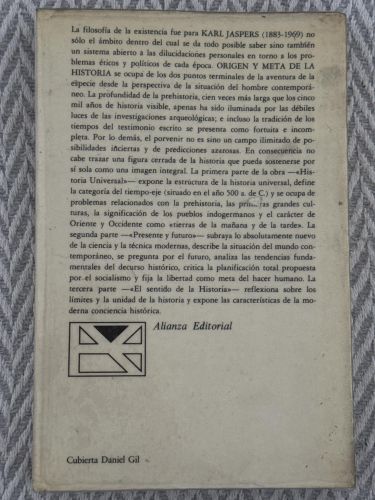 La filosofía de la existencia fue para KARL JASPERS (1883-1969) no
sólo el ámbito dentro del cual se da todo posible saber sino también
un sistema abierto a las dilucidaciones personales en torno a los pro-
blemas éticos y políticos de cada época. ORIGEN Y META DE LA
HISTORIA se ocupa de los dos puntos terminales de la aventura de la
especie desde la perspectiva de la situación del hombre contemporá-
neo. La profundidad de la prehistoria, cien veces más larga que los cinco
mil años de historia visible, apenas ha sido iluminada por las débiles
luces de las investigaciones arqueológicas; e incluso la tradición de los
tiempos del testimonio escrito se presenta como fortuita e incom-
pleta. Por lo demás, el porvenir no es sino un campo ilimitado de po-
sibilidades inciertas y de predicciones azarosas. En consecuencia no
cabe trazar una figura cerrada de la historia que pueda sostenerse por
sí sola como una imagen integral. La primera parte de la obra —«His-
toria Universal»— expone la estructura de la historia universal, define
la categoría del tiempo-eje (situado en el año 500 a. de C.) y se ocupa de
problemas relacionados con la prehistoria, las primeras grandes cul-
turas, la significación de los pueblos indogermanos y el carácter de
Oriente y Occidente como «tierras de la mañana y de la tarde». La
segunda parte —«Presente y futuro»— subraya lo absolutamente nuevo
de la ciencia y la técnica modernas, describe la situación del mundo con-
temporáneo, se pregunta por el futuro, analiza las tendencias funda-
mentales del decurso histórico, critica la planificación total propuesta
por el socialismo y fija la libertad como meta del hacer humano. La
tercera parte —«El sentido de la Historia»— reflexiona sobre los
límites y la unidad de la historia y expone las características de la mo-
derna conciencia histórica.
Alianza Editorial
Cubierta Daniel Gil